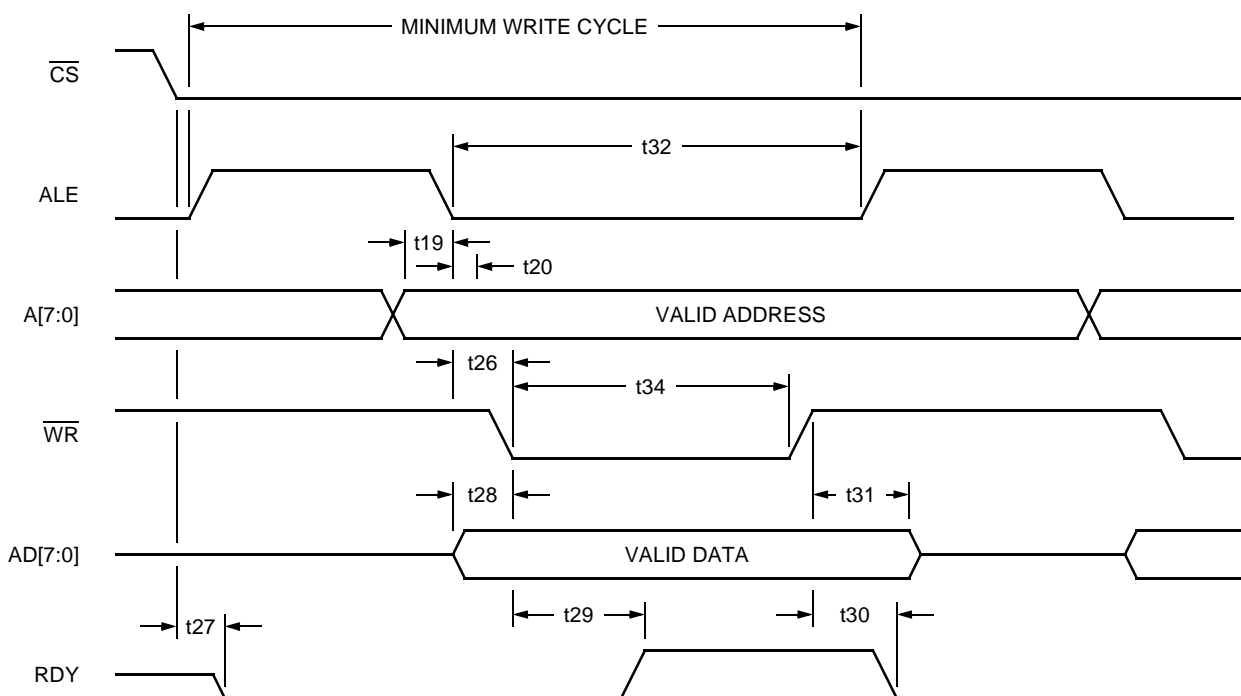 MINIMUM WRITE CYCLE
CS
t32
ALE
t19
t20
A[7:0]
VALID ADDRESS
t26
t34
WR
t28
t31
AD[7:0]
VALID DATA
t29
t30
t27
RDY